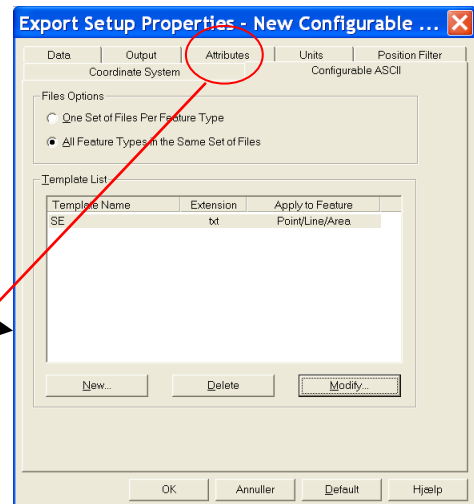 Export Setup Properties - New Configurable ...
Data Output Attributes Units Position Filter
Coordinate System Configurable ASCII
Files Options
One Set of Files Per Feature Type
All Feature Types in the Same Set of Files
Template List
Template Name Extension Apply to Feature
SE txt Point/Line/Area
New... Delete Modify...
OK Annuller Default Hjælp